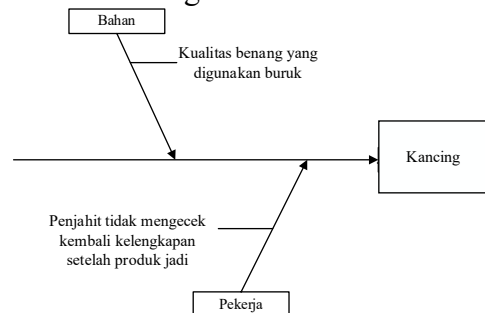 Bahan
Kualitas benang yang
digunakan buruk
Kancing
Penjahit tidak mengecek
kembali kelengkapan
setelah produk jadi
Pekerja